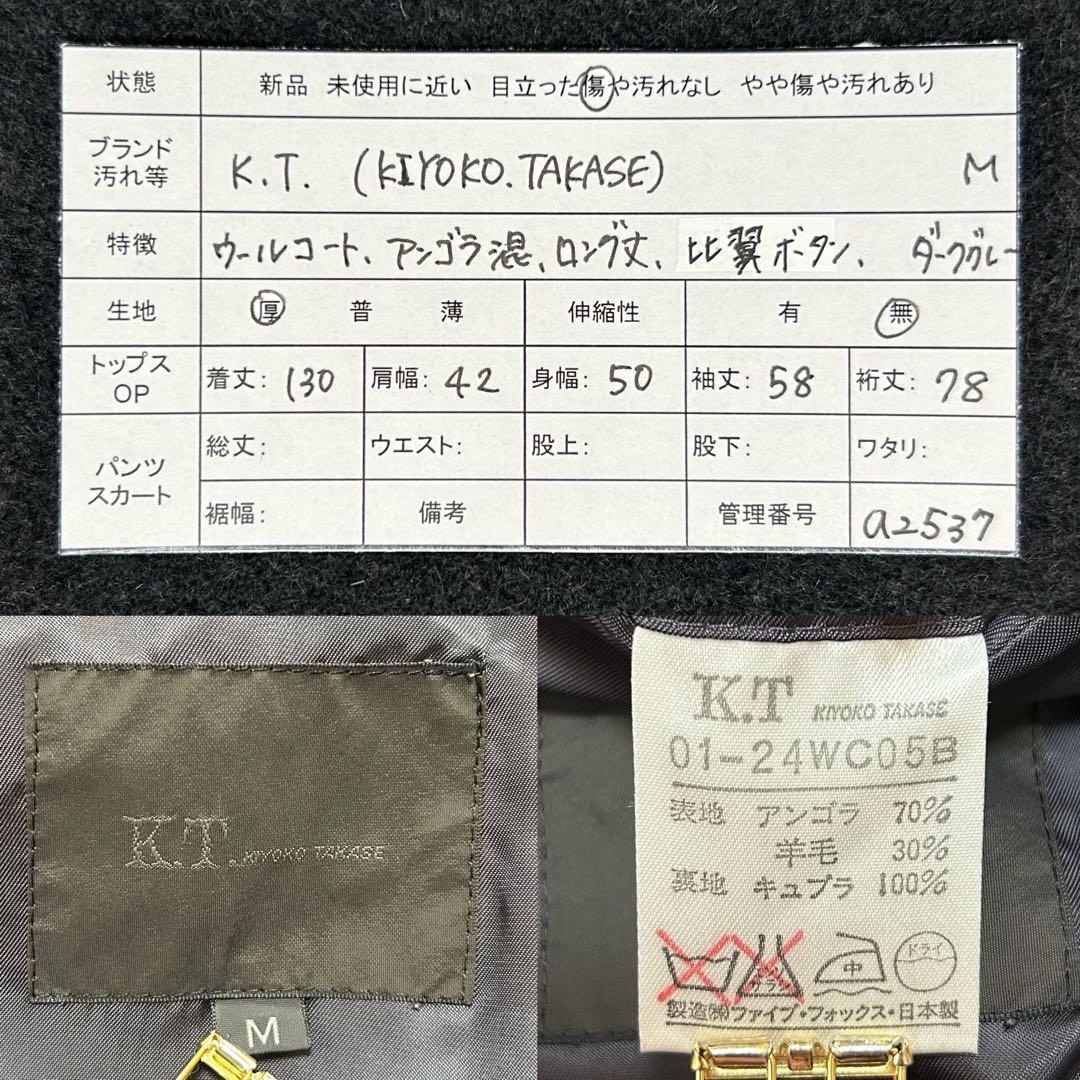 状態 新品 未使用に近い 目立った傷や汚れなし やや傷や汚れあり
ブランド
汚れ等 K.T. (KIYOKO.TAKASE) M
特徴 ウールコート、アンゴラ混、ロング丈、比翼ボタン、ダークグレー
生地 厚 普 薄 伸縮性 有 無
トップス
OP 着丈: 130 肩幅: 42 身幅: 50 袖丈: 58 裄丈: 78
パンツ
スカート 総丈: ウエスト: 股上: 股下: ワタリ:
裾幅: 備考 管理番号 a2537
K.T. KIYOKO TAKASE
M
K.T KIYOKO TAKASE
01-24WC05B
表地 アンゴラ 70%
羊毛 30%
裏地 キュプラ 100%
中 ドライ
製造㈱ファイブ・フォックス・日本製